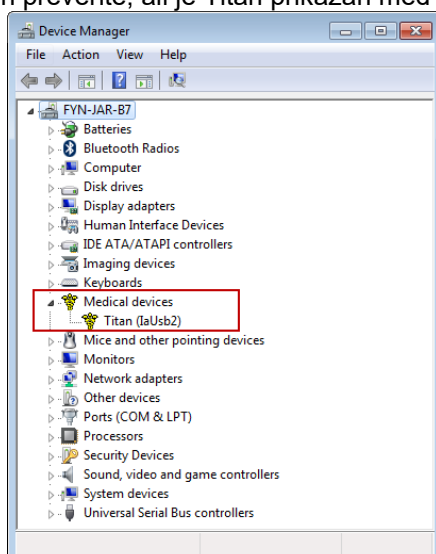 prevente, ali je Titan prikazan med
Device Manager
File Action View Help
FYN-JAR-B7
Batteries
Bluetooth Radios
Computer
Disk drives
Display adapters
Human Interface Devices
IDE ATA/ATAPI controllers
Imaging devices
Keyboards
Medical devices
Titan (IaUsb2)
Mice and other pointing devices
Monitors
Network adapters
Other devices
Ports (COM & LPT)
Processors
Security Devices
Sound, video and game controllers
System devices
Universal Serial Bus controllers